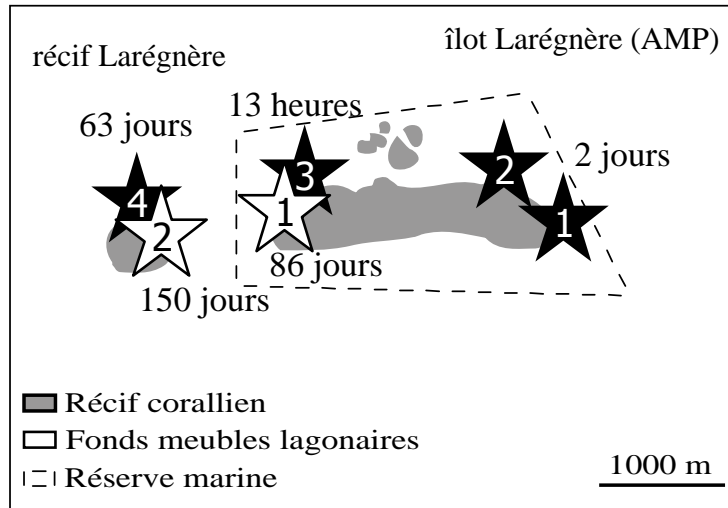 îlot Larégnère (AMP)
récif Larégnère
13 heures
63 jours
2 jours
3
2
4
1
1
2
86 jours
150 jours
Récif corallien
Fonds meubles lagonaires
Réserve marine
1000 m